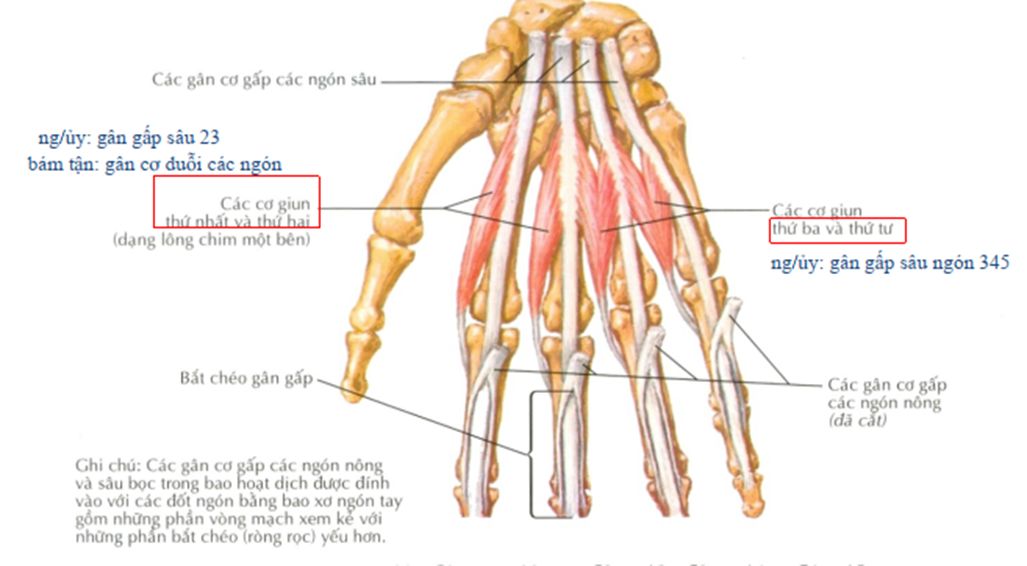 Các gân cơ gấp các ngón sâu
ng/ủy: gân gấp sâu 23
bám tận: gân cơ duỗi các ngón
Các cơ giun
thứ nhất và thứ hai
(dạng lông chim một bên)
Các cơ giun
thứ ba và thứ tư
ng/ủy: gân gấp sâu ngón 345
Bắt chéo gân gấp
Các gân cơ gấp
các ngón nông
(đã cắt)
Ghi chú: Các gân cơ gấp các ngón nông
và sâu bọc trong bao hoạt dịch được dính
vào với các đốt ngón bằng bao xơ ngón tay
gồm những phần vòng mạch xem kẽ với
những phần bắt chéo (ròng rọc) yếu hơn.